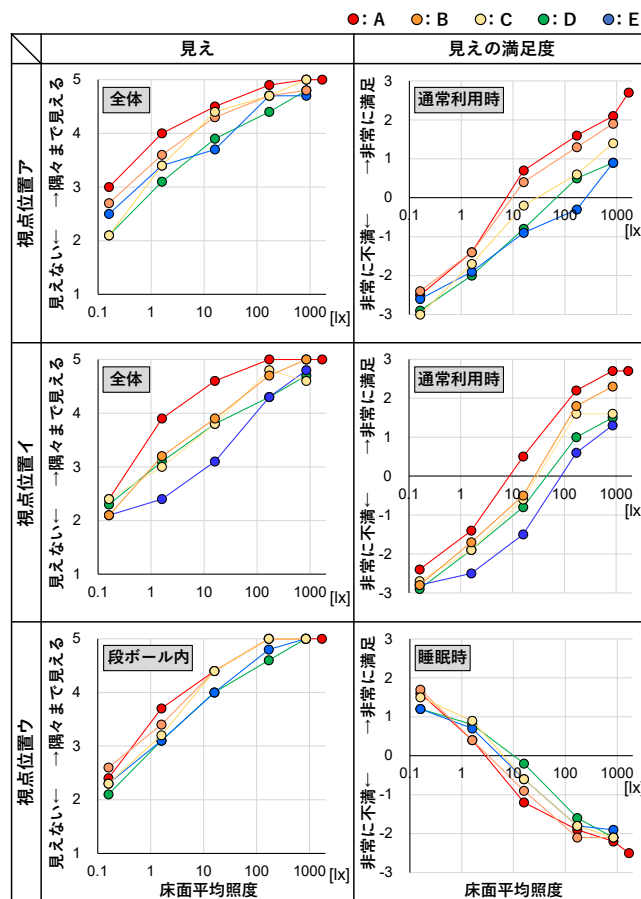 ●：A ●：B ●：C ●：D ●：E
見え
見えの満足度
視点位置ア
見えない← →隅々まで見える
全体
5
4
3
2
1
0.1 1 10 100 1000
[lx]
非常に不満← →非常に満足
通常利用時
3
2
1
0
-1
-2
-3
0.1 1 10 100 1000
[lx]
視点位置イ
見えない← →隅々まで見える
全体
5
4
3
2
1
0.1 1 10 100 1000
[lx]
非常に不満← →非常に満足
通常利用時
3
2
1
0
-1
-2
-3
0.1 1 10 100 1000
[lx]
視点位置ウ
見えない← →隅々まで見える
段ボール内
5
4
3
2
1
0.1 1 10 100 1000
[lx]
床面平均照度
非常に不満← →非常に満足
睡眠時
3
2
1
0
-1
-2
-3
0.1 1 10 100 1000
[lx]
床面平均照度